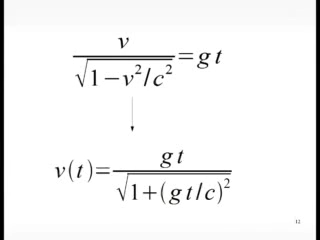 v/√(1−v²/c²)=gt
v(t)=gt/√(1+(gt/c)²)
12